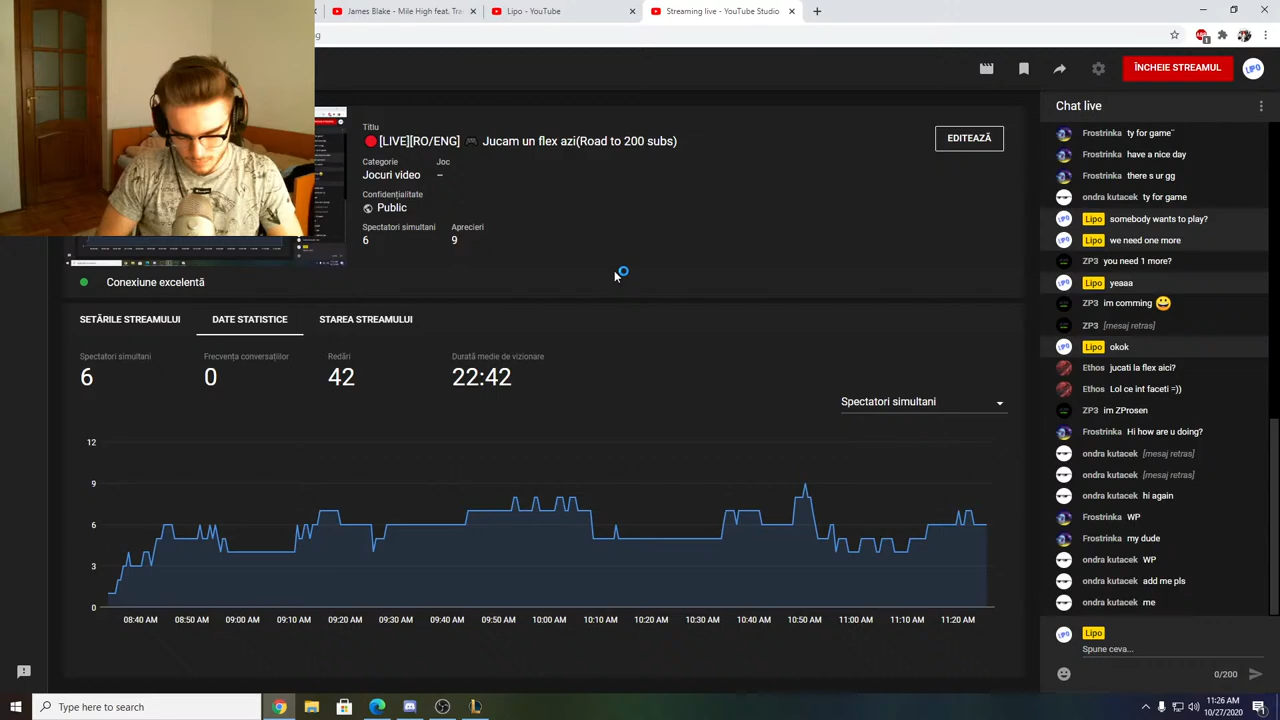 James Blake - Mile High feat. Tra
Lipo - YouTube
Streaming live - YouTube Studio
g
ÎNCHEIE STREAMUL
LIPO
Titlu
[LIVE][RO/ENG] 🎮 Jucam un flex azi(Road to 200 subs)
EDITEAZĂ
Categorie Joc
Jocuri video –
Confidențialitate
Public
Spectatori simultani Aprecieri
6 9
Conexiune excelentă
SETĂRILE STREAMULUI DATE STATISTICE STAREA STREAMULUI
Spectatori simultani Frecvența conversațiilor Redări Durată medie de vizionare
6 0 42 22:42
Spectatori simultani
12
9
6
3
0
08:40 AM 08:50 AM 09:00 AM 09:10 AM 09:20 AM 09:30 AM 09:40 AM 09:50 AM 10:00 AM 10:10 AM 10:20 AM 10:30 AM 10:40 AM 10:50 AM 11:00 AM 11:10 AM 11:20 AM
Chat live
Frostrinka ty for game˝
Frostrinka have a nice day
Frostrinka there s ur gg
ondra kutacek ty for game
Lipo somebody wants to play?
Lipo we need one more
ZP3 you need 1 more?
Lipo yeaaa
ZP3 im comming 😀
ZP3 [mesaj retras]
Lipo okok
Ethos jucati la flex aici?
Ethos Lol ce int faceti =))
ZP3 im ZProsen
Frostrinka Hi how are u doing?
ondra kutacek [mesaj retras]
ondra kutacek [mesaj retras]
ondra kutacek hi again
Frostrinka WP
Frostrinka my dude
ondra kutacek WP
ondra kutacek add me pls
ondra kutacek me
Lipo
Spune ceva...
0/200
Type here to search
11:26 AM
10/27/2020